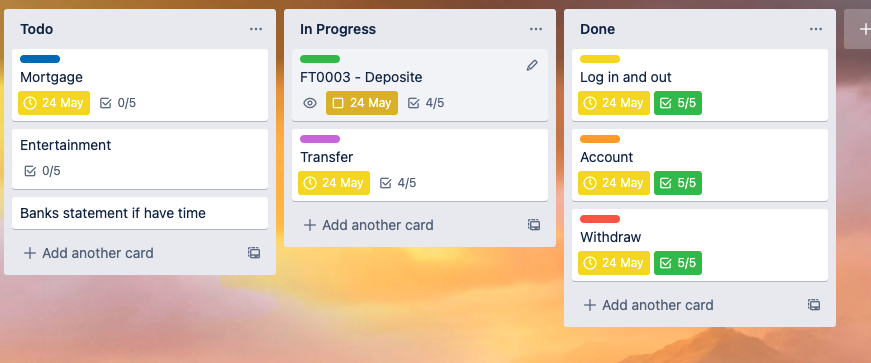 Todo
Mortgage
24 May 0/5
Entertainment
0/5
Banks statement if have time
Add another card
In Progress
FT0003 - Deposite
24 May 4/5
Transfer
24 May 4/5
Add another card
Done
Log in and out
24 May 5/5
Account
24 May 5/5
Withdraw
24 May 5/5
Add another card